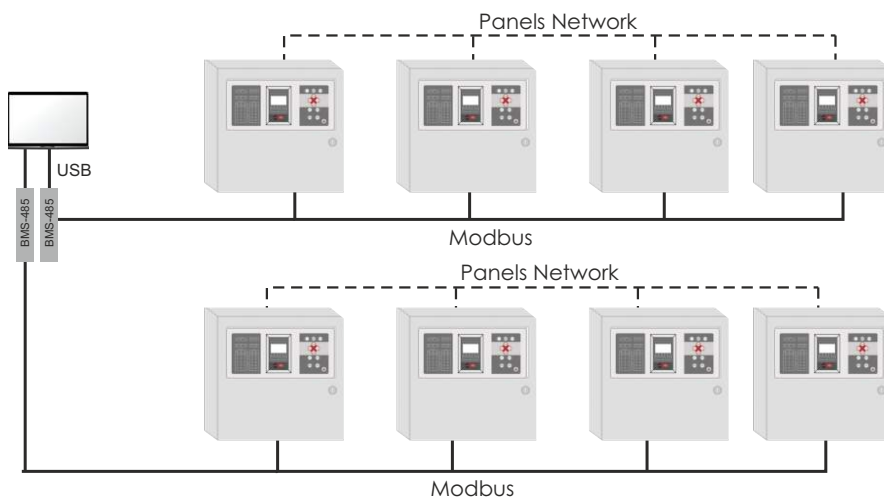 Panels Network
USB
BMS-485
BMS-485
Modbus
Panels Network
Modbus